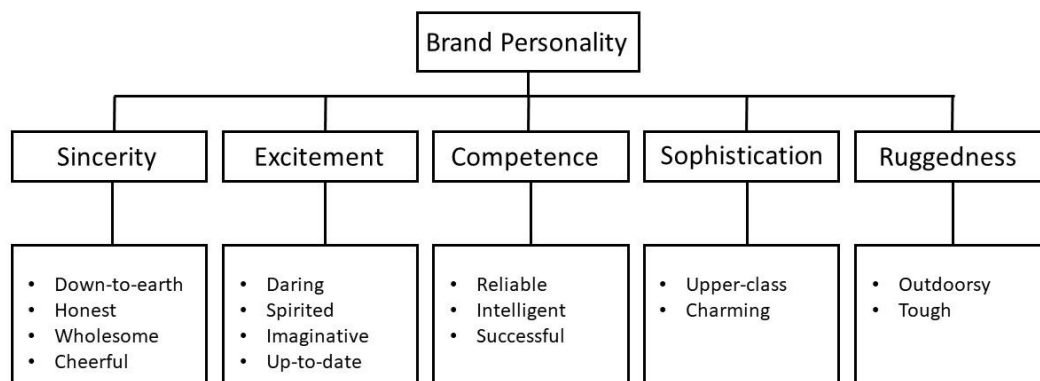 Brand Personality
Sincerity
Excitement
Competence
Sophistication
Ruggedness
• Down-to-earth
• Honest
• Wholesome
• Cheerful
• Daring
• Spirited
• Imaginative
• Up-to-date
• Reliable
• Intelligent
• Successful
• Upper-class
• Charming
• Outdoorsy
• Tough